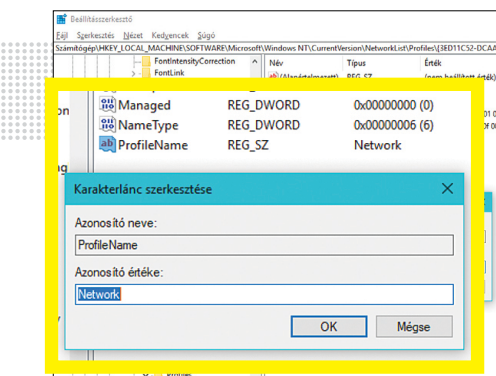 Beállításszerkesztő
Fájl Szerkesztés Nézet Kedvencek Súgó
Számítógép\HKEY_LOCAL_MACHINE\SOFTWARE\Microsoft\Windows NT\CurrentVersion\NetworkList\Profiles\{3ED11C52-DCAA
FontIntensityCorrection
FontLink
Név Típus Érték
(Alapértelmezett) REG_SZ (nem beállított érték)
Managed REG_DWORD 0x00000000 (0)
NameType REG_DWORD 0x00000006 (6)
ProfileName REG_SZ Network
Karakterlánc szerkesztése
Azonosító neve:
ProfileName
Azonosító értéke:
Network
OK Mégse